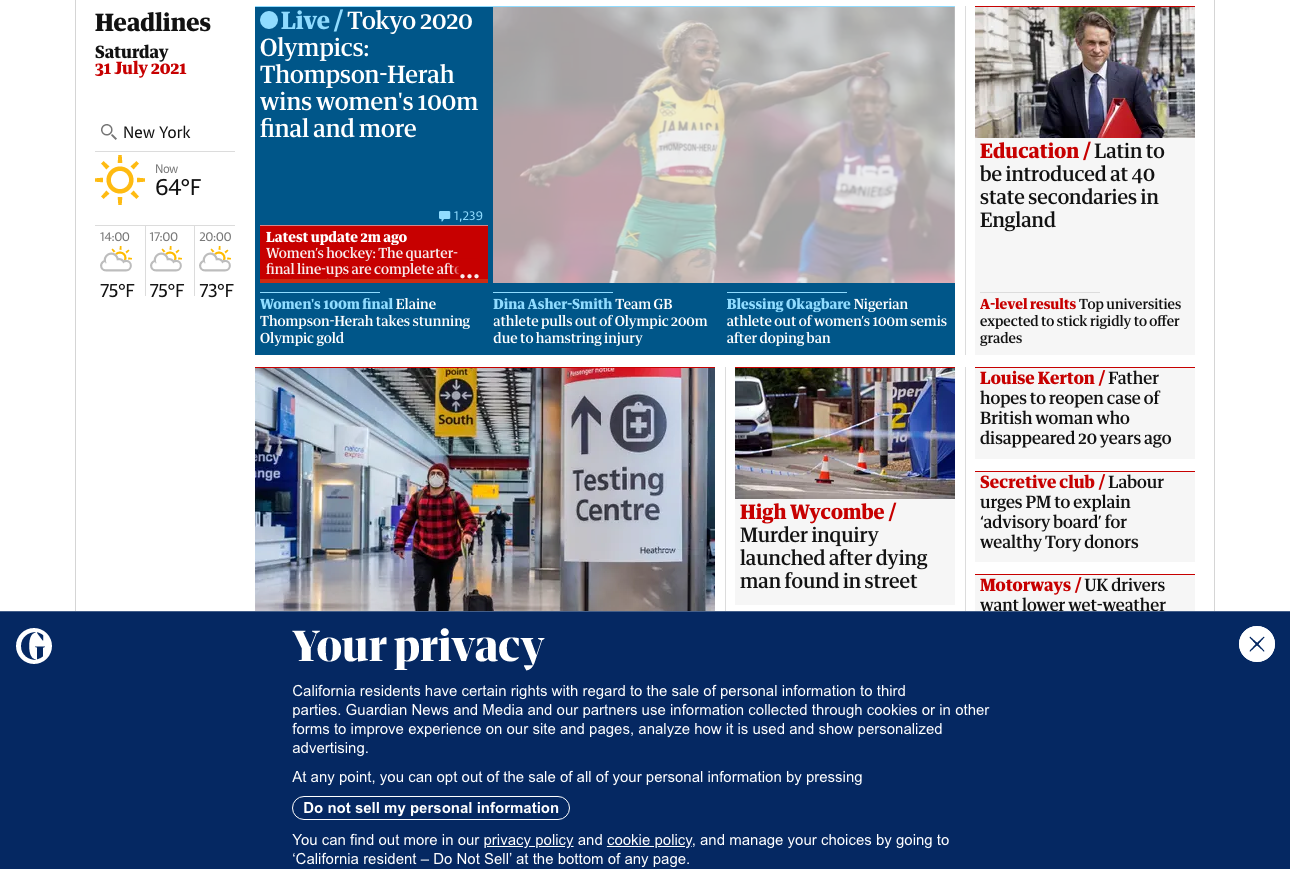 Headlines
Saturday
31 July 2021
New York
Now
64°F
14:00
17:00
20:00
75°F
75°F
73°F
Live / Tokyo 2020
Olympics:
Thompson-Herah
wins women's 100m
final and more
1,239
Latest update 2m ago
Women's hockey: The quarter-
final line-ups are complete afte
...
JAMAICA
THOMPSON-HERAH
USA
DANIELS
Women's 100m final Elaine
Thompson-Herah takes stunning
Olympic gold
Dina Asher-Smith Team GB
athlete pulls out of Olympic 200m
due to hamstring injury
Blessing Okagbare Nigerian
athlete out of women's 100m semis
after doping ban
Education / Latin to
be introduced at 40
state secondaries in
England
A-level results Top universities
expected to stick rigidly to offer
grades
point
South
national
express
ency
nge
Passenger notice
Testing
Centre
Heathrow
Open
2
Ho
High Wycombe /
Murder inquiry
launched after dying
man found in street
Louise Kerton / Father
hopes to reopen case of
British woman who
disappeared 20 years ago
Secretive club / Labour
urges PM to explain
‘advisory board’ for
wealthy Tory donors
Motorways / UK drivers
want lower wet-weather
G
Your privacy
California residents have certain rights with regard to the sale of personal information to third
parties. Guardian News and Media and our partners use information collected through cookies or in other
forms to improve experience on our site and pages, analyze how it is used and show personalized
advertising.
At any point, you can opt out of the sale of all of your personal information by pressing
Do not sell my personal information
You can find out more in our privacy policy and cookie policy, and manage your choices by going to
‘California resident – Do Not Sell’ at the bottom of any page.